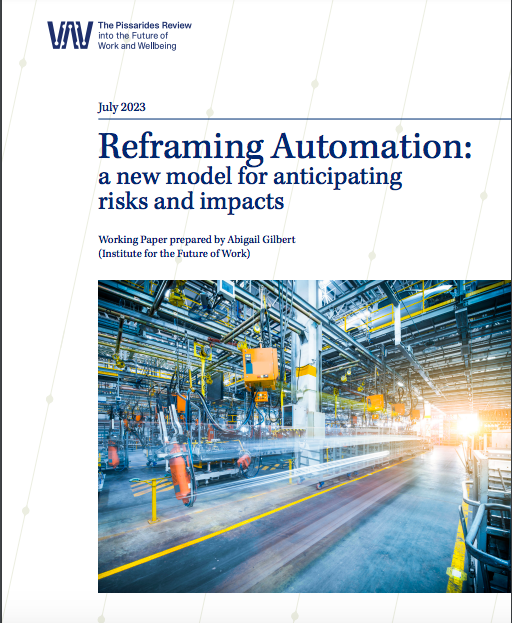 The Pissarides Review
into the Future of
Work and Wellbeing
July 2023
Reframing Automation:
a new model for anticipating
risks and impacts
Working Paper prepared by Abigail Gilbert
(Institute for the Future of Work)